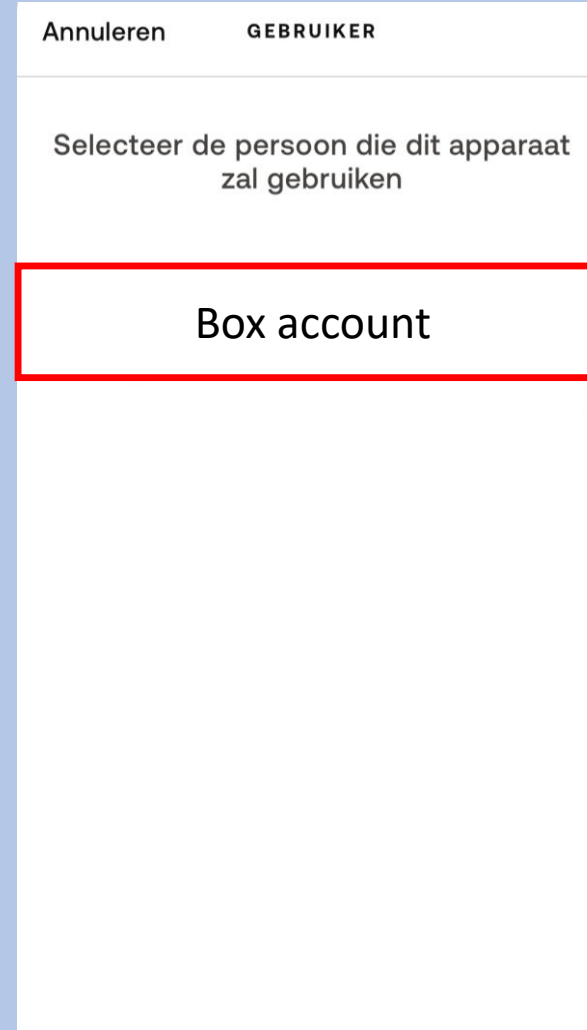 Annuleren GEBRUIKER
Selecteer de persoon die dit apparaat
zal gebruiken
Box account